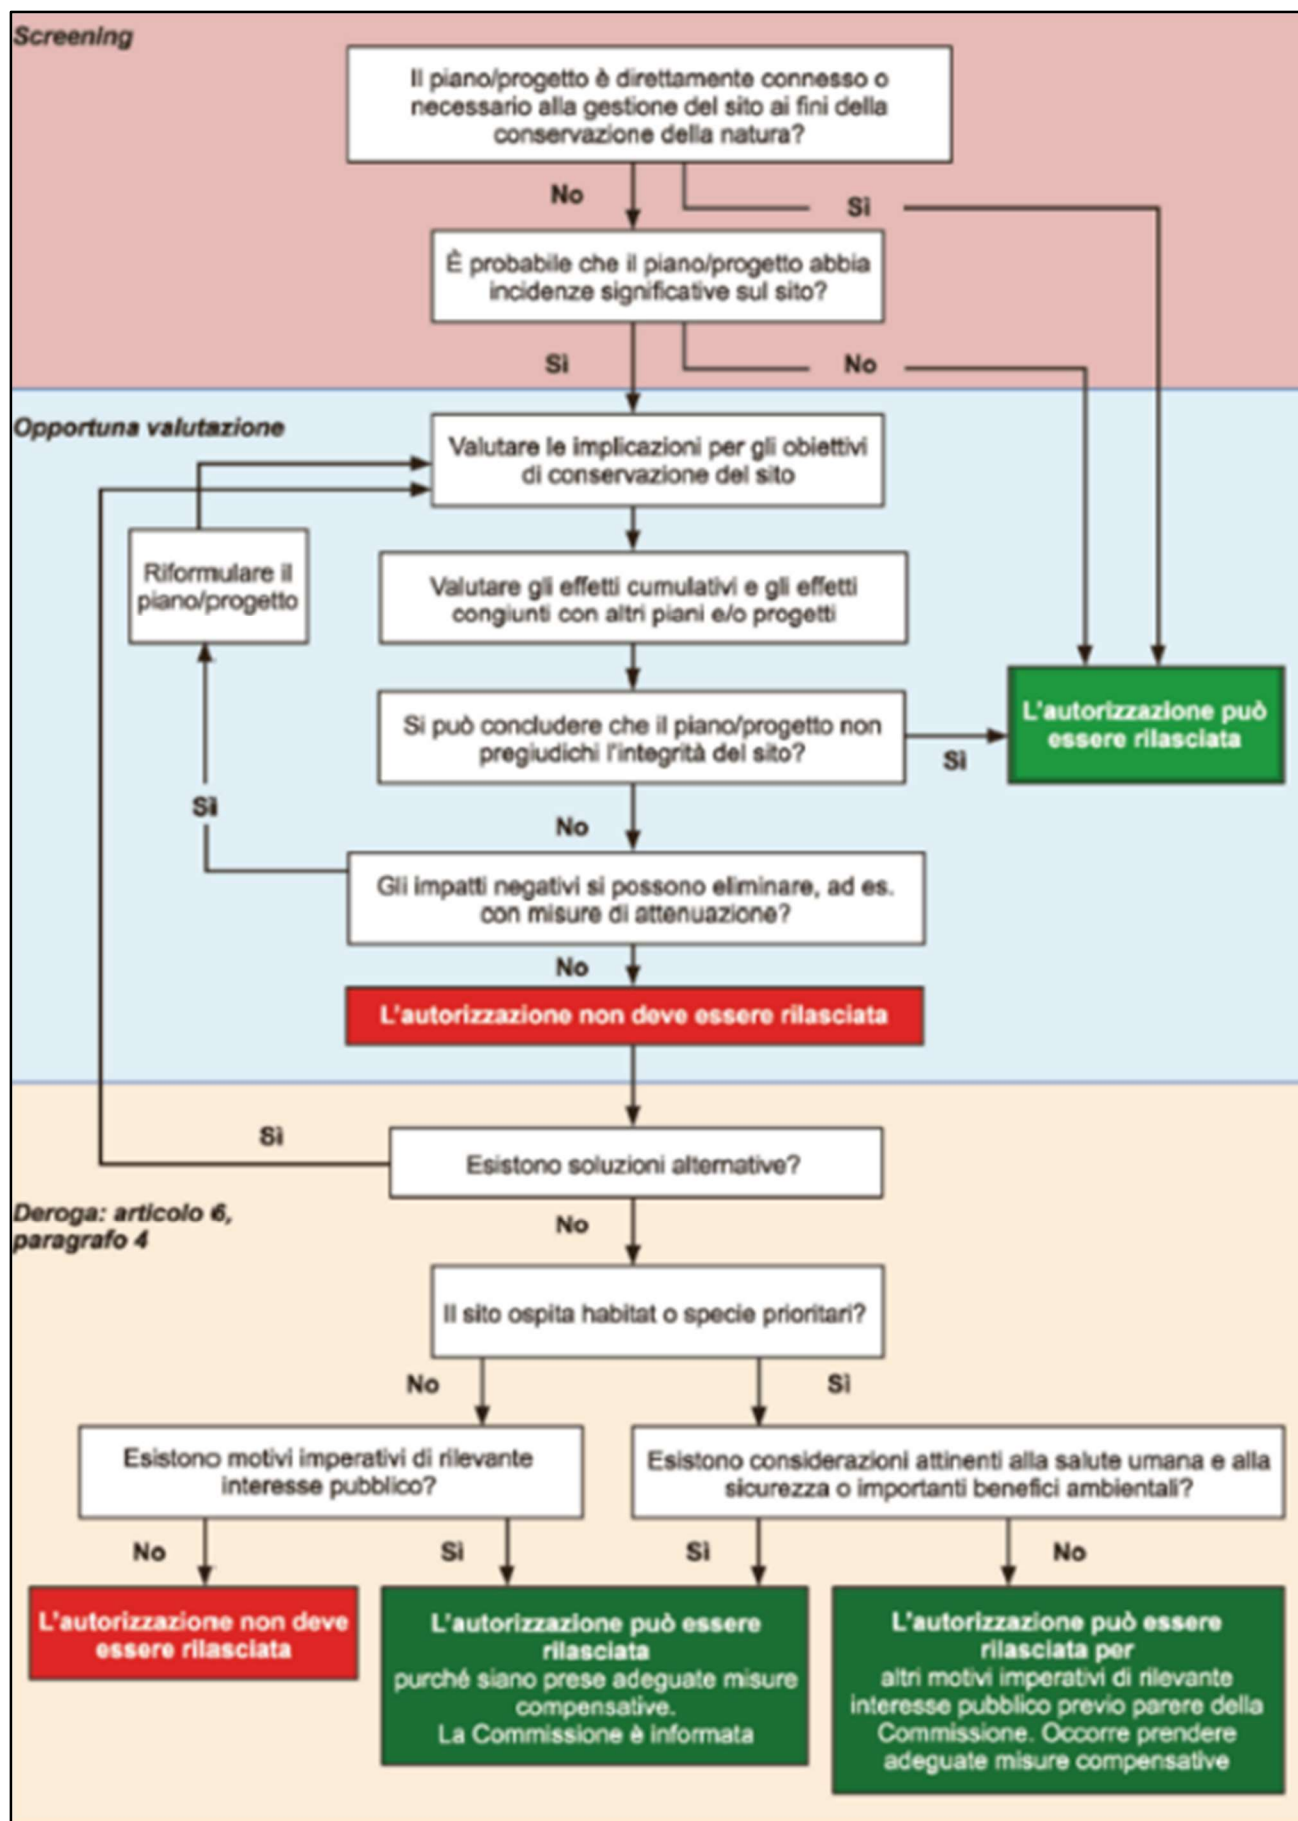 Screening
Il piano/progetto è direttamente connesso o
necessario alla gestione del sito ai fini della
conservazione della natura?
No
Sì
È probabile che il piano/progetto abbia
incidenze significative sul sito?
Sì
No
Opportuna valutazione
Valutare le implicazioni per gli obiettivi
di conservazione del sito
Riformulare il
piano/progetto
Valutare gli effetti cumulativi e gli effetti
congiunti con altri piani e/o progetti
Si può concludere che il piano/progetto non
pregiudichi l'integrità del sito?
Sì
L'autorizzazione può
essere rilasciata
Sì
No
Gli impatti negativi si possono eliminare, ad es.
con misure di attenuazione?
No
L'autorizzazione non deve essere rilasciata
Sì
Esistono soluzioni alternative?
Deroga: articolo 6,
paragrafo 4
No
Il sito ospita habitat o specie prioritari?
No
Sì
Esistono motivi imperativi di rilevante
interesse pubblico?
Esistono considerazioni attinenti alla salute umana e alla
sicurezza o importanti benefici ambientali?
No
Sì
Sì
No
L'autorizzazione non deve
essere rilasciata
L'autorizzazione può essere
rilasciata
purché siano prese adeguate misure
compensative.
La Commissione è informata
L'autorizzazione può essere
rilasciata per
altri motivi imperativi di rilevante
interesse pubblico previo parere della
Commissione. Occorre prendere
adeguate misure compensative